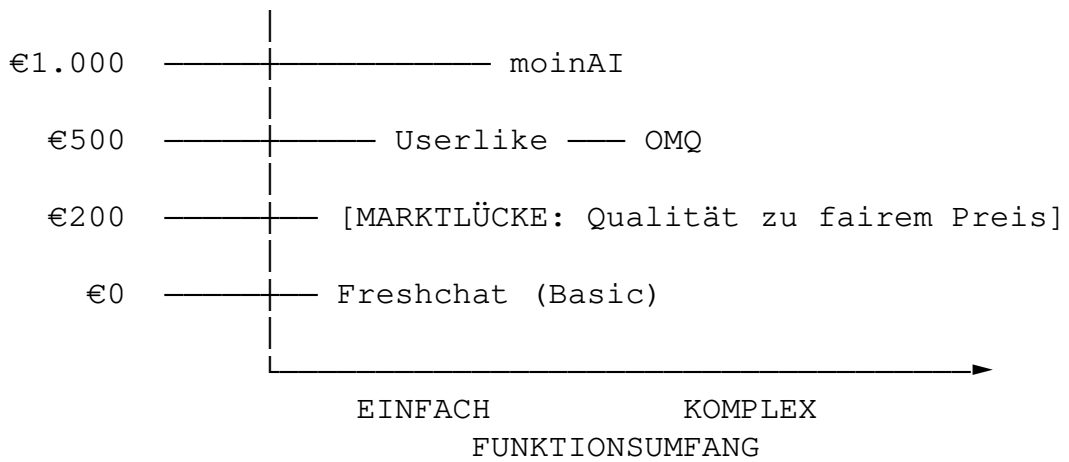 €1.000 moinAI
€500 Userlike OMQ
€200 [MARKTLÜCKE: Qualität zu fairem Preis]
€0 Freshchat (Basic)
EINFACH KOMPLEX
FUNKTIONSUMFANG